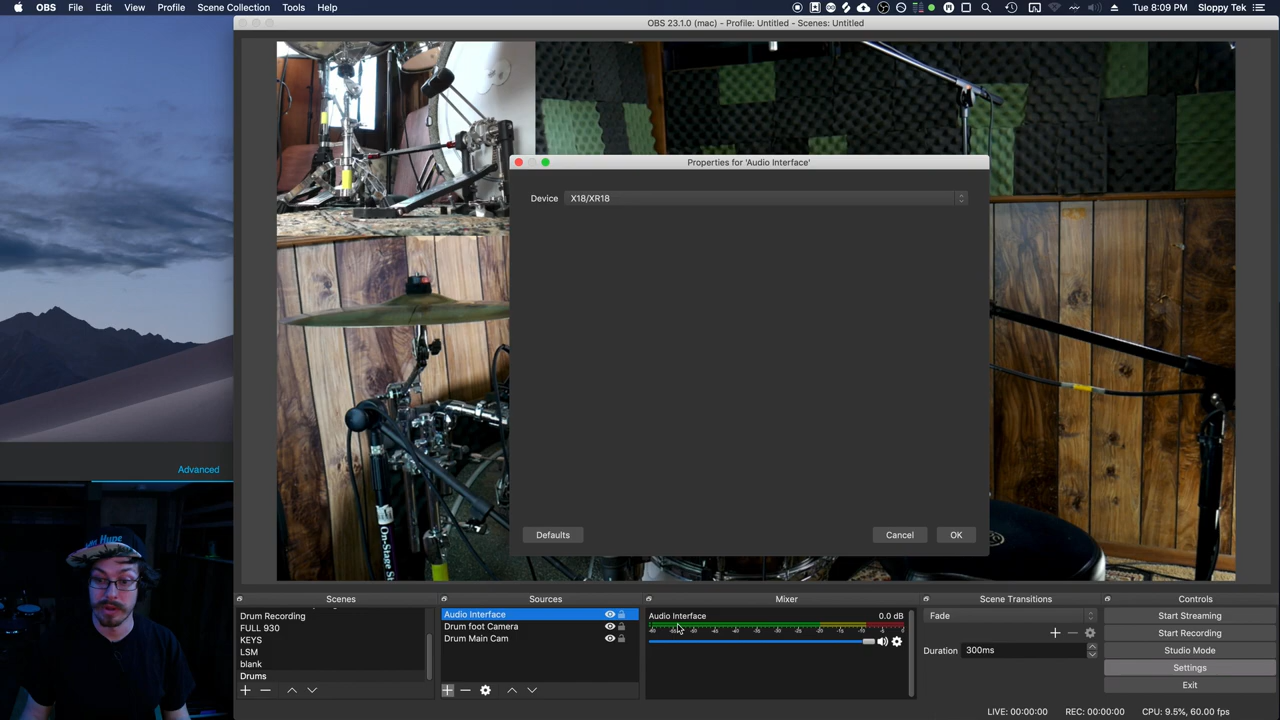 OBS File Edit View Profile Scene Collection Tools Help Tue 8:09 PM Sloppy Tek
OBS 23.1.0 (mac) - Profile: Untitled - Scenes: Untitled
Properties for 'Audio Interface'
Device X18/XR18
Defaults Cancel OK
Advanced
Hype
On-Stage
Scenes Sources Mixer Scene Transitions Controls
Drum Recording
FULL 930
KEYS
LSM
blank
Drums
Audio Interface
Drum foot Camera
Drum Main Cam
Audio Interface 0.0 dB
Fade
Duration 300ms
Start Streaming
Start Recording
Studio Mode
Settings
Exit
LIVE: 00:00:00 REC: 00:00:00 CPU: 9.5%, 60.00 fps